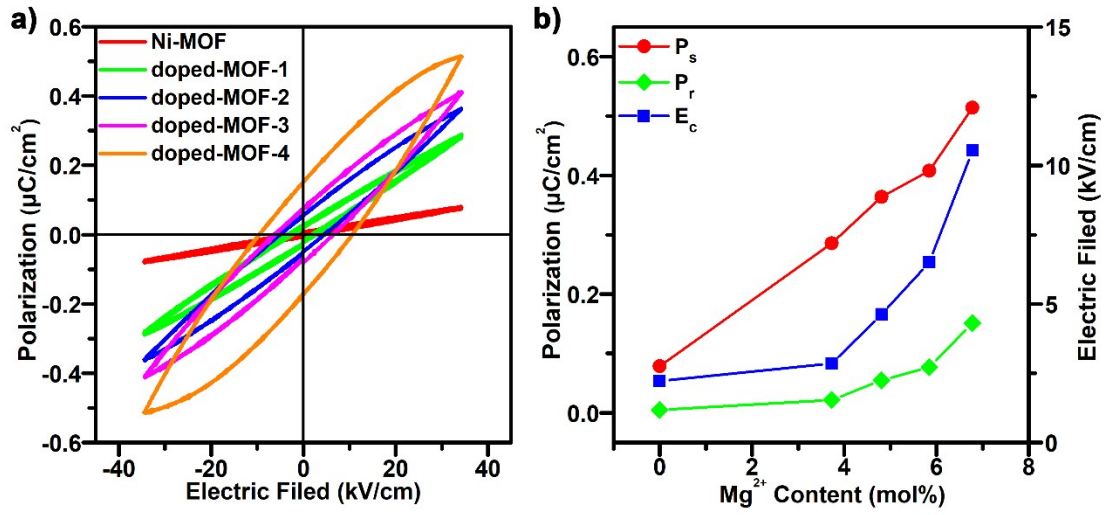 a)
0.6
0.4
0.2
0.0
-0.2
-0.4
-0.6
Polarization (μC/cm²)
Ni-MOF
doped-MOF-1
doped-MOF-2
doped-MOF-3
doped-MOF-4
-40
-20
0
20
40
Electric Filed (kV/cm)
b)
0.6
0.4
0.2
0.0
Polarization (μC/cm²)
Pₛ
Pᵣ
E_c
15
10
5
0
Electric Filed (kV/cm)
0
2
4
6
8
Mg²⁺ Content (mol%)